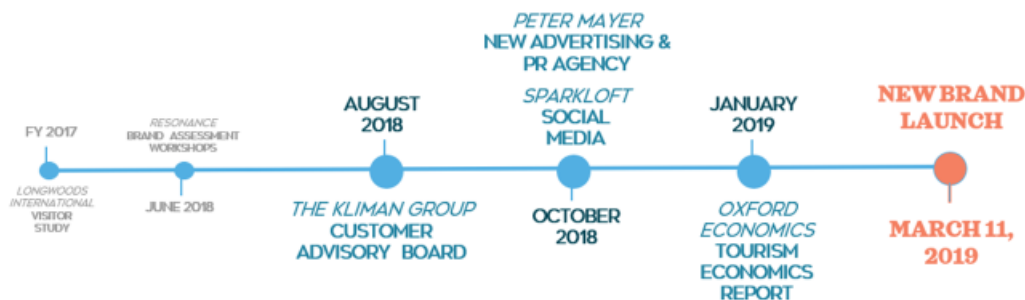 FY 2017
LONGWOODS
INTERNATIONAL
VISITOR
STUDY
RESONANCE
BRAND ASSESSMENT
WORKSHOPS
JUNE 2018
AUGUST
2018
THE KLIMAN GROUP
CUSTOMER
ADVISORY BOARD
PETER MAYER
NEW ADVERTISING &
PR AGENCY
SPARKLOFT
SOCIAL
MEDIA
OCTOBER
2018
JANUARY
2019
OXFORD
ECONOMICS
TOURISM
ECONOMICS
REPORT
NEW BRAND
LAUNCH
MARCH 11,
2019